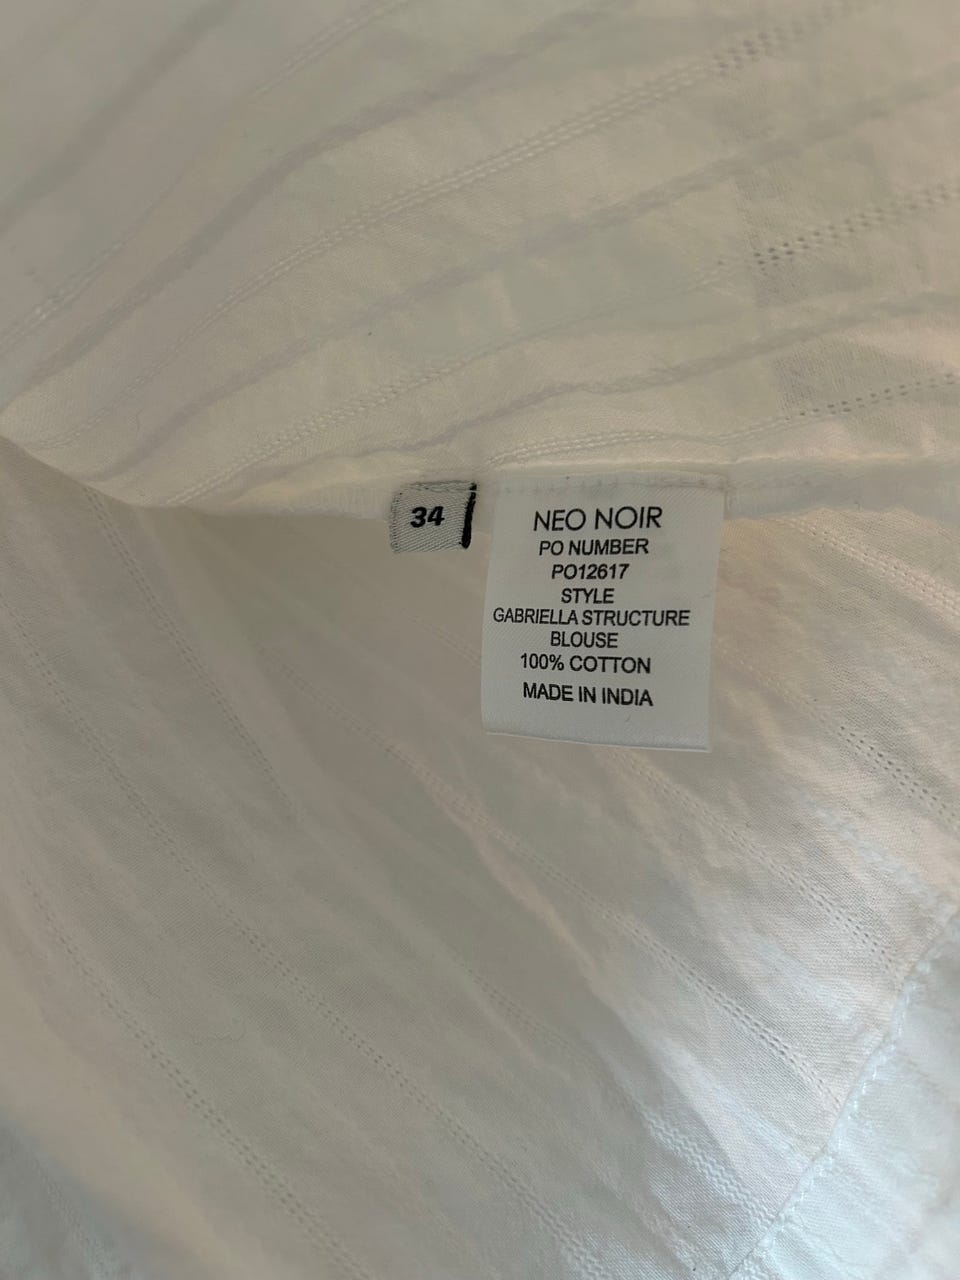 34
NEO NOIR
PO NUMBER
PO12617
STYLE
GABRIELLA STRUCTURE
BLOUSE
100% COTTON
MADE IN INDIA